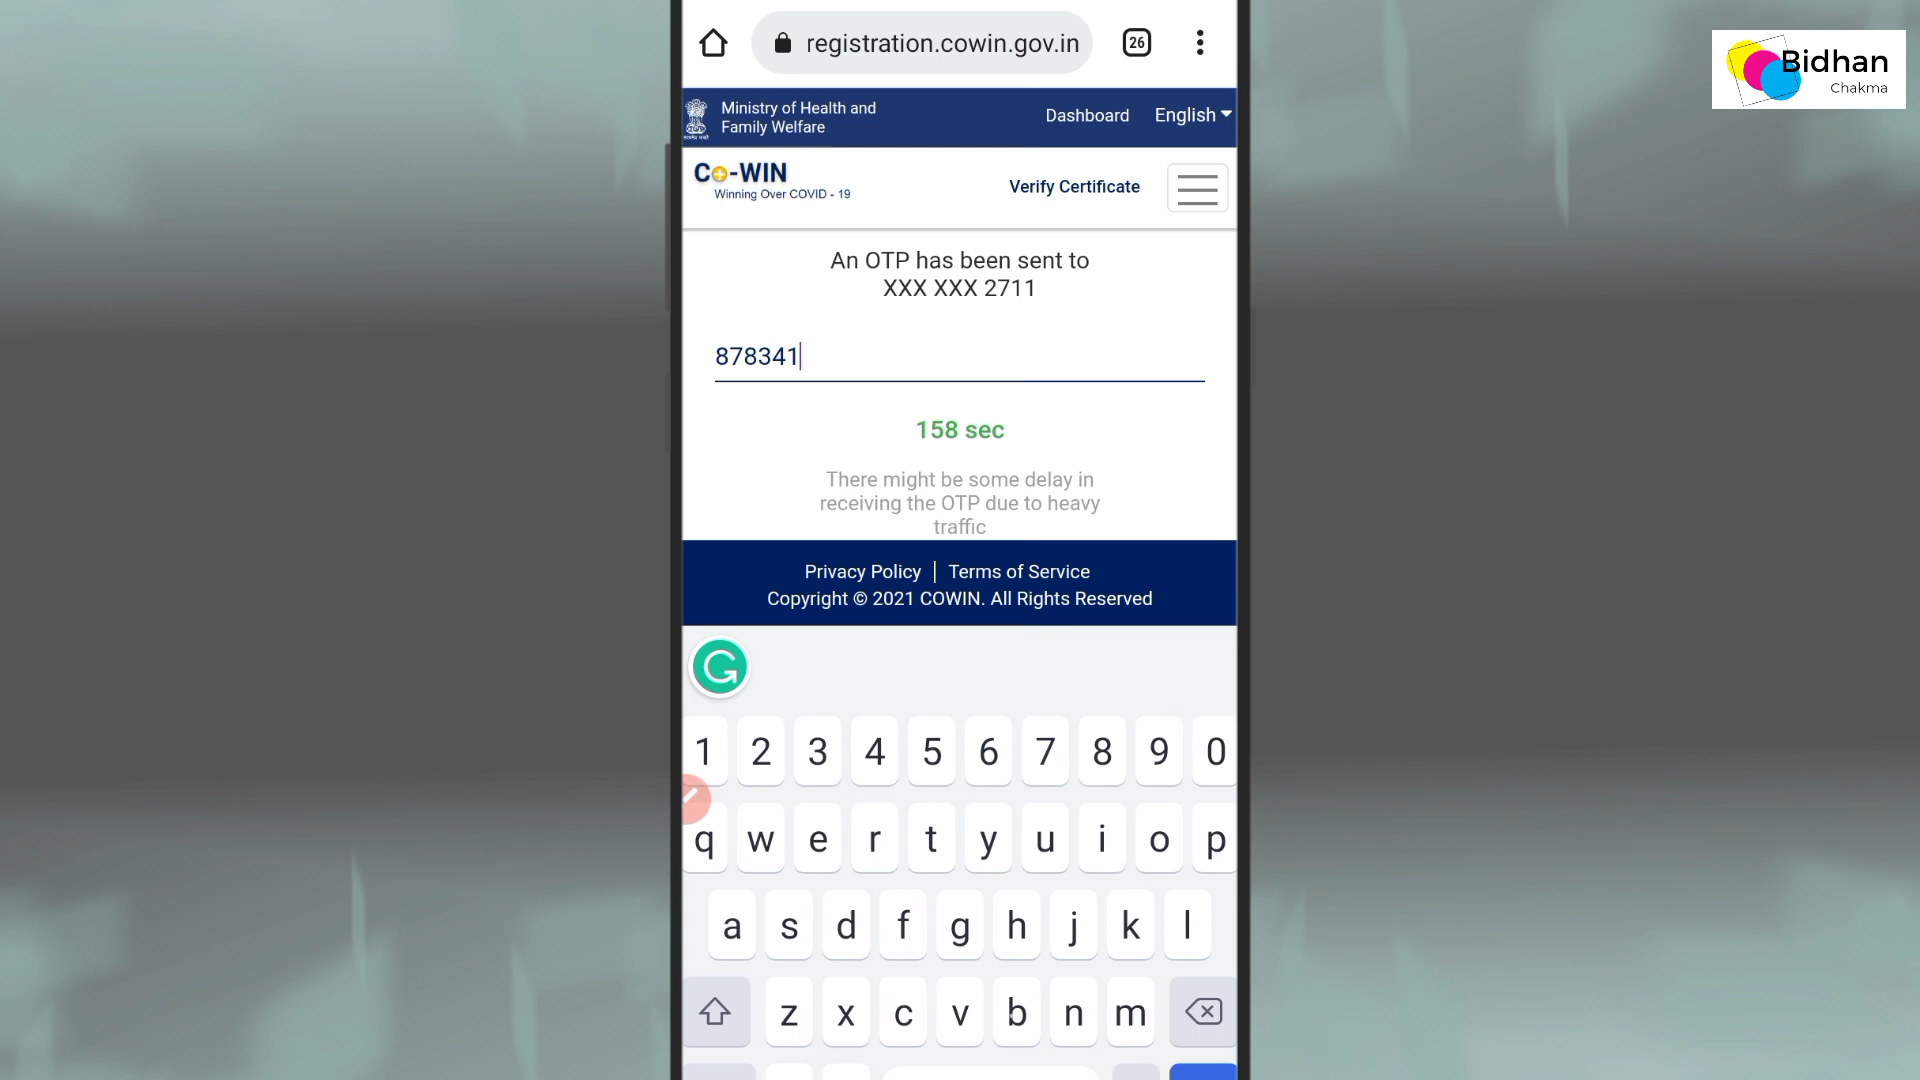 registration.cowin.gov.in
26
Bidhan
Chakma
Ministry of Health and
Family Welfare
Dashboard
English
Co-WIN
Winning Over COVID - 19
Verify Certificate
An OTP has been sent to
XXX XXX 2711
878341
158 sec
There might be some delay in
receiving the OTP due to heavy
traffic
Privacy Policy | Terms of Service
Copyright © 2021 COWIN. All Rights Reserved
1 2 3 4 5 6 7 8 9 0
q w e r t y u i o p
a s d f g h j k l
z x c v b n m